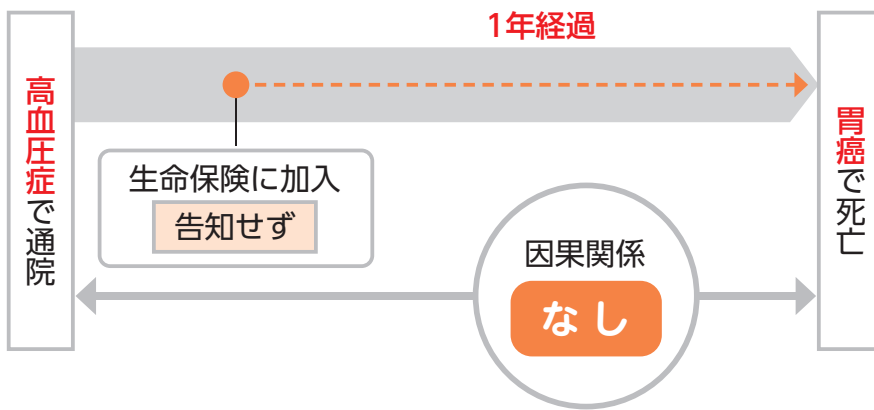 1年経過
高血圧症で通院
生命保険に加入
告知せず
因果関係
なし
胃癌で死亡